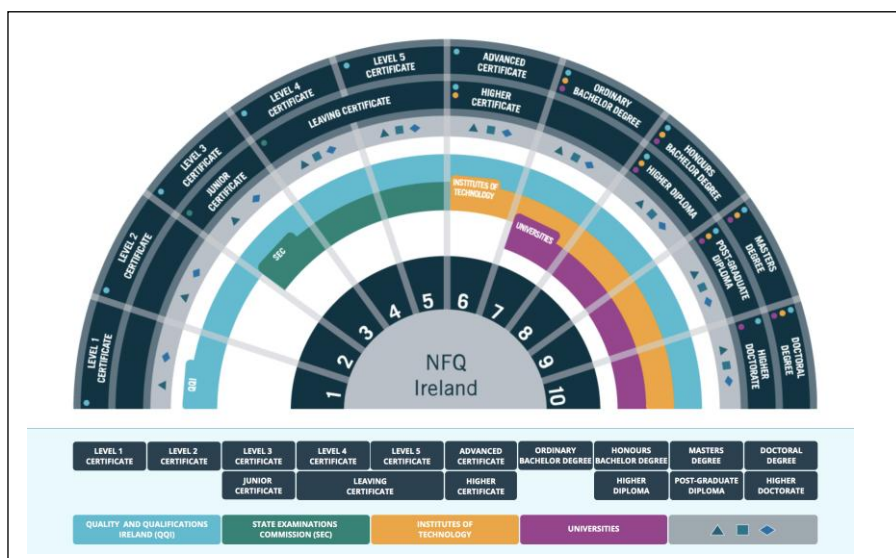 LEVEL 1
CERTIFICATE
LEVEL 2
CERTIFICATE
LEVEL 3
CERTIFICATE
JUNIOR
CERTIFICATE
LEVEL 4
CERTIFICATE
LEVEL 5
CERTIFICATE
LEAVING CERTIFICATE
ADVANCED
CERTIFICATE
HIGHER
CERTIFICATE
ORDINARY
BACHELOR DEGREE
HONOURS
BACHELOR DEGREE
HIGHER DIPLOMA
MASTERS
DEGREE
POST-GRADUATE
DIPLOMA
DOCTORAL
DEGREE
HIGHER
DOCTORATE
QQI
SEC
INSTITUTES OF
TECHNOLOGY
UNIVERSITIES
1
2
3
4
5
6
7
8
9
10
NFQ
Ireland
LEVEL 1
CERTIFICATE
LEVEL 2
CERTIFICATE
LEVEL 3
CERTIFICATE
LEVEL 4
CERTIFICATE
LEVEL 5
CERTIFICATE
ADVANCED
CERTIFICATE
ORDINARY
BACHELOR DEGREE
HONOURS
BACHELOR DEGREE
MASTERS
DEGREE
DOCTORAL
DEGREE
JUNIOR
CERTIFICATE
LEAVING
CERTIFICATE
HIGHER
CERTIFICATE
HIGHER
DIPLOMA
POST-GRADUATE
DIPLOMA
HIGHER
DOCTORATE
QUALITY AND QUALIFICATIONS
IRELAND (QQI)
STATE EXAMINATIONS
COMMISSION (SEC)
INSTITUTES OF
TECHNOLOGY
UNIVERSITIES